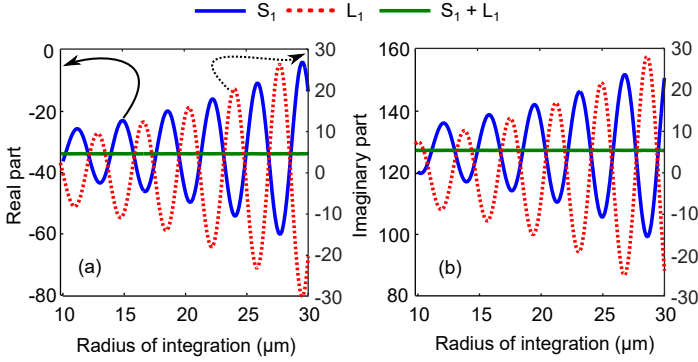 S₁ L₁ S₁ + L₁
0 30 160 30
-20 20 140 20
10 10
-40 0 120 0
-60 -10 100 -10
-20 -20
-80 -30 80 -30
Real part
Imaginary part
(a) (b)
10 15 20 25 30 10 15 20 25 30
Radius of integration (μm) Radius of integration (μm)